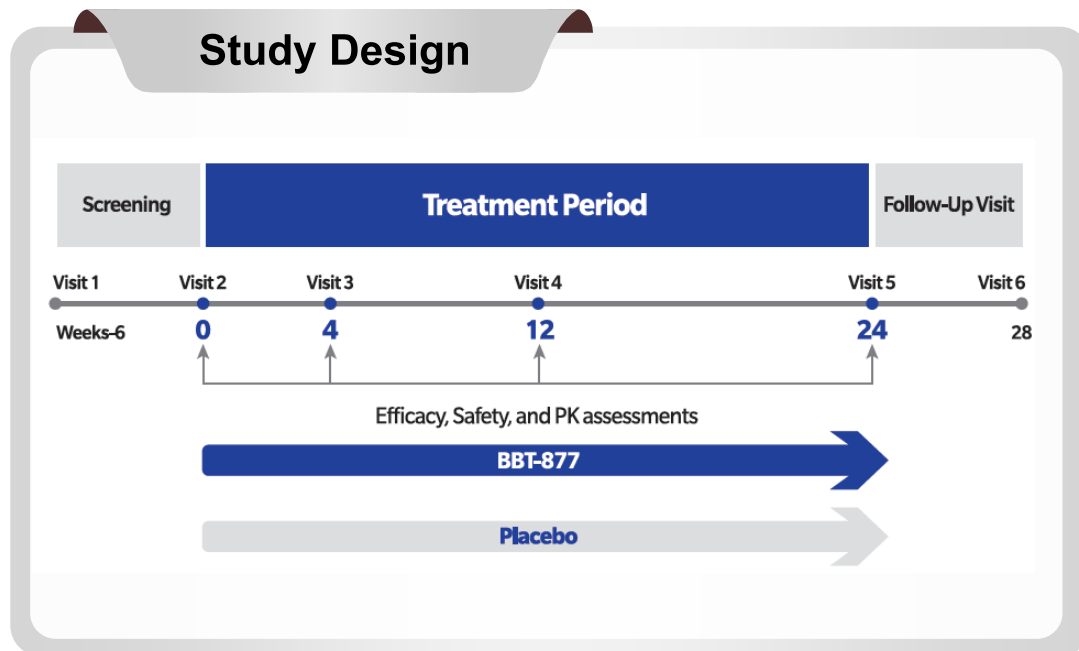 Study Design
Screening
Treatment Period
Follow-Up Visit
Visit 1 Visit 2 Visit 3 Visit 4 Visit 5 Visit 6
Weeks-6 0 4 12 24 28
Efficacy, Safety, and PK assessments
BBT-877
Placebo